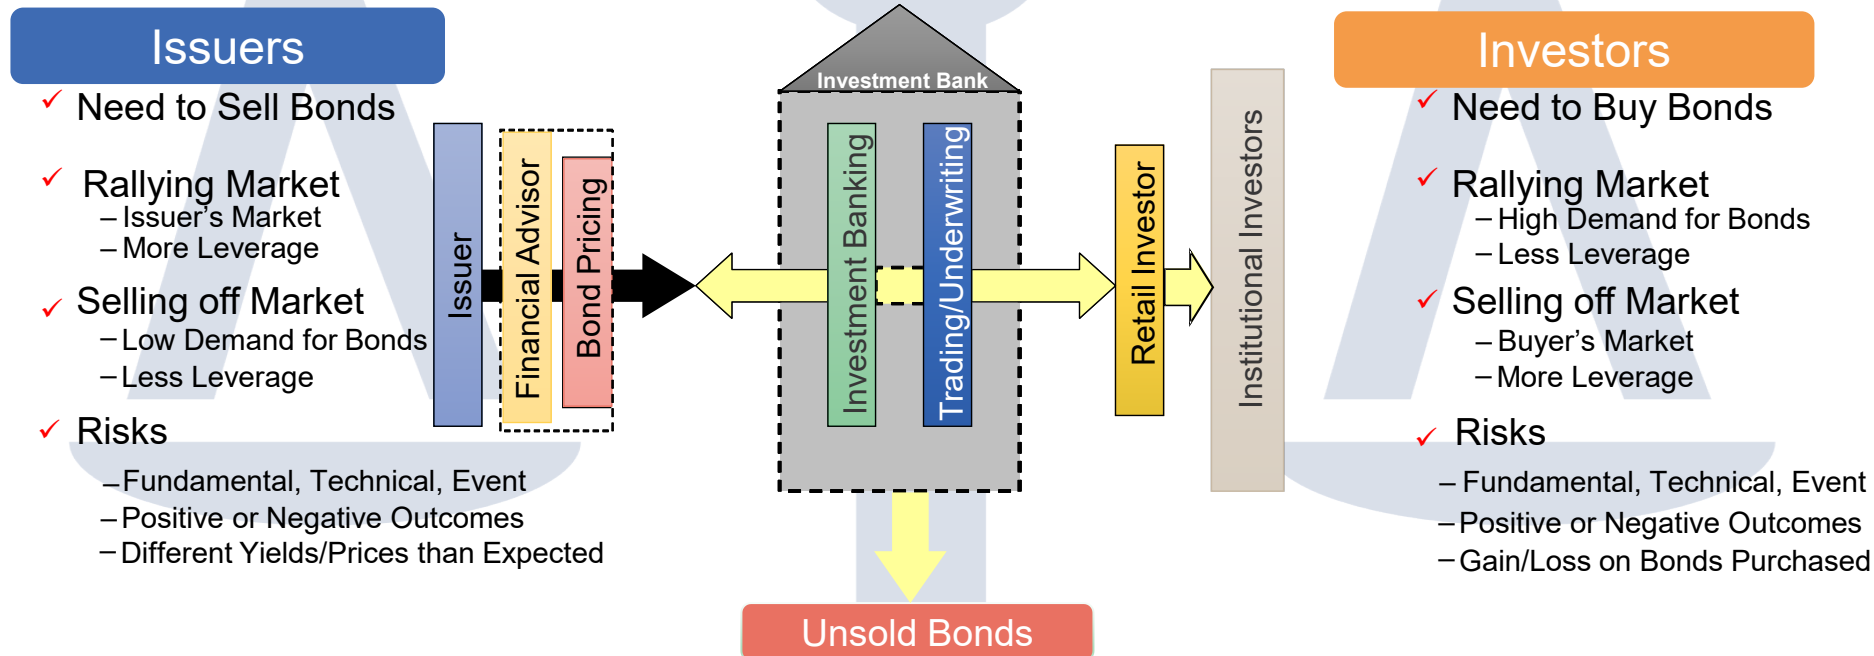 Issuers
✓ Need to Sell Bonds
✓ Rallying Market
– Issuer’s Market
– More Leverage
✓ Selling off Market
– Low Demand for Bonds
– Less Leverage
✓ Risks
– Fundamental, Technical, Event
– Positive or Negative Outcomes
– Different Yields/Prices than Expected
Issuer
Financial Advisor
Bond Pricing
Investment Bank
Investment Banking
Trading/Underwriting
Unsold Bonds
Retail Investor
Institutional Investors
Investors
✓ Need to Buy Bonds
✓ Rallying Market
– High Demand for Bonds
– Less Leverage
✓ Selling off Market
– Buyer’s Market
– More Leverage
✓ Risks
– Fundamental, Technical, Event
– Positive or Negative Outcomes
– Gain/Loss on Bonds Purchased